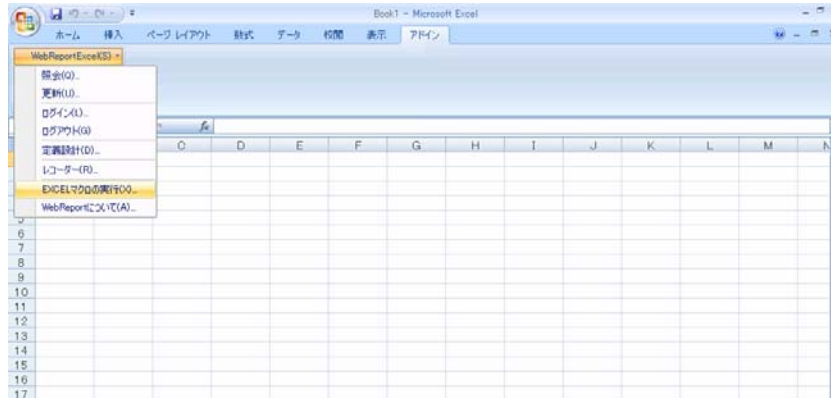 Book1 - Microsoft Excel
ホーム 挿入 ページ レイアウト 数式 データ 校閲 表示 アドイン
WebReportExcel(S)
照会(Q)...
更新(U)...
ログイン(L)...
ログアウト(G)
定義設計(D)...
レコーダー(R)...
EXCELマクロの実行(X)...
WebReportについて(A)...
fx
C D E F G H I J K L M N
5
6
7
8
9
10
11
12
13
14
15
16
17